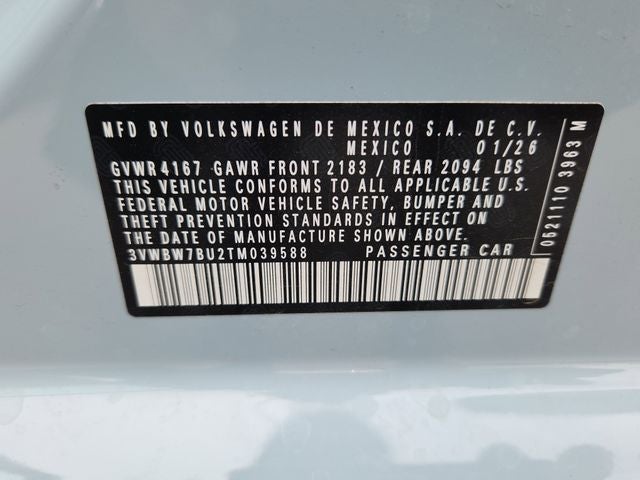 MFD BY VOLKSWAGEN DE MEXICO S.A. DE C.V.
MEXICO 01/26
GVWR 4167 GAWR FRONT 2183 / REAR 2094 LBS
THIS VEHICLE CONFORMS TO ALL APPLICABLE U.S.
FEDERAL MOTOR VEHICLE SAFETY, BUMPER AND
THEFT PREVENTION STANDARDS IN EFFECT ON
THE DATE OF MANUFACTURE SHOWN ABOVE.
3VWBW7BU2TM039588 PASSENGER CAR
0621110 3963 M